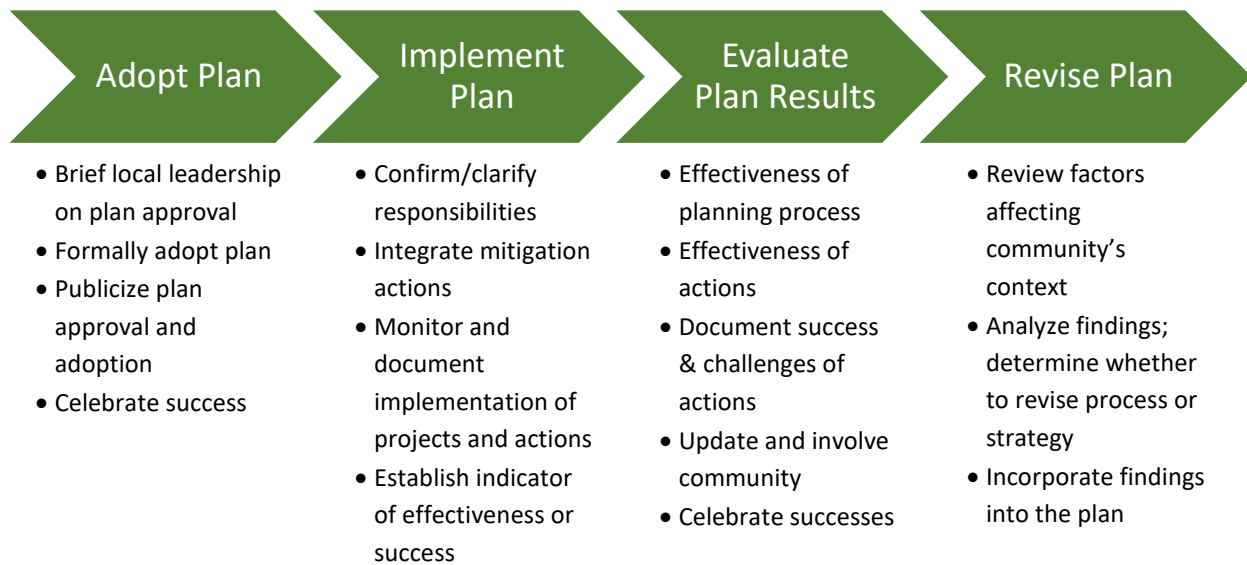 Adopt Plan
• Brief local leadership
on plan approval
• Formally adopt plan
• Publicize plan
approval and
adoption
• Celebrate success
Implement
Plan
• Confirm/clarify
responsibilities
• Integrate mitigation
actions
• Monitor and
document
implementation of
projects and actions
• Establish indicator
of effectiveness or
success
Evaluate
Plan Results
• Effectiveness of
planning process
• Effectiveness of
actions
• Document success
& challenges of
actions
• Update and involve
community
• Celebrate successes
Revise Plan
• Review factors
affecting
community’s
context
• Analyze findings;
determine whether
to revise process or
strategy
• Incorporate findings
into the plan